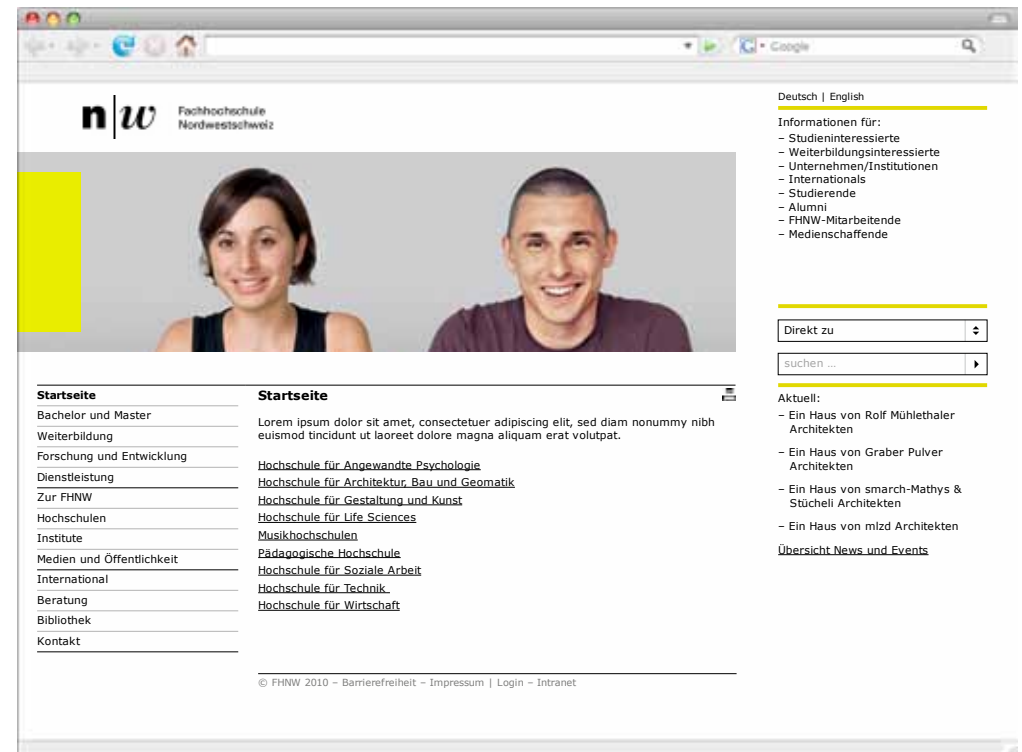 Google
n|w
Fachhochschule
Nordwestschweiz
Deutsch | English
Informationen für:
– Studieninteressierte
– Weiterbildungsinteressierte
– Unternehmen/Institutionen
– Internationals
– Studierende
– Alumni
– FHNW-Mitarbeitende
– Medienschaffende
Direkt zu
suchen ...
Startseite
Bachelor und Master
Weiterbildung
Forschung und Entwicklung
Dienstleistung
Zur FHNW
Hochschulen
Institute
Medien und Öffentlichkeit
International
Beratung
Bibliothek
Kontakt
Startseite
Lorem ipsum dolor sit amet, consectetuer adipiscing elit, sed diam nonummy nibh
euismod tincidunt ut laoreet dolore magna aliquam erat volutpat.
Hochschule für Angewandte Psychologie
Hochschule für Architektur, Bau und Geomatik
Hochschule für Gestaltung und Kunst
Hochschule für Life Sciences
Musikhochschulen
Pädagogische Hochschule
Hochschule für Soziale Arbeit
Hochschule für Technik
Hochschule für Wirtschaft
Aktuell:
– Ein Haus von Rolf Mühlethaler
Architekten
– Ein Haus von Graber Pulver
Architekten
– Ein Haus von smarch-Mathys &
Stücheli Architekten
– Ein Haus von mlzd Architekten
Übersicht News und Events
© FHNW 2010 – Barrierefreiheit – Impressum | Login – Intranet